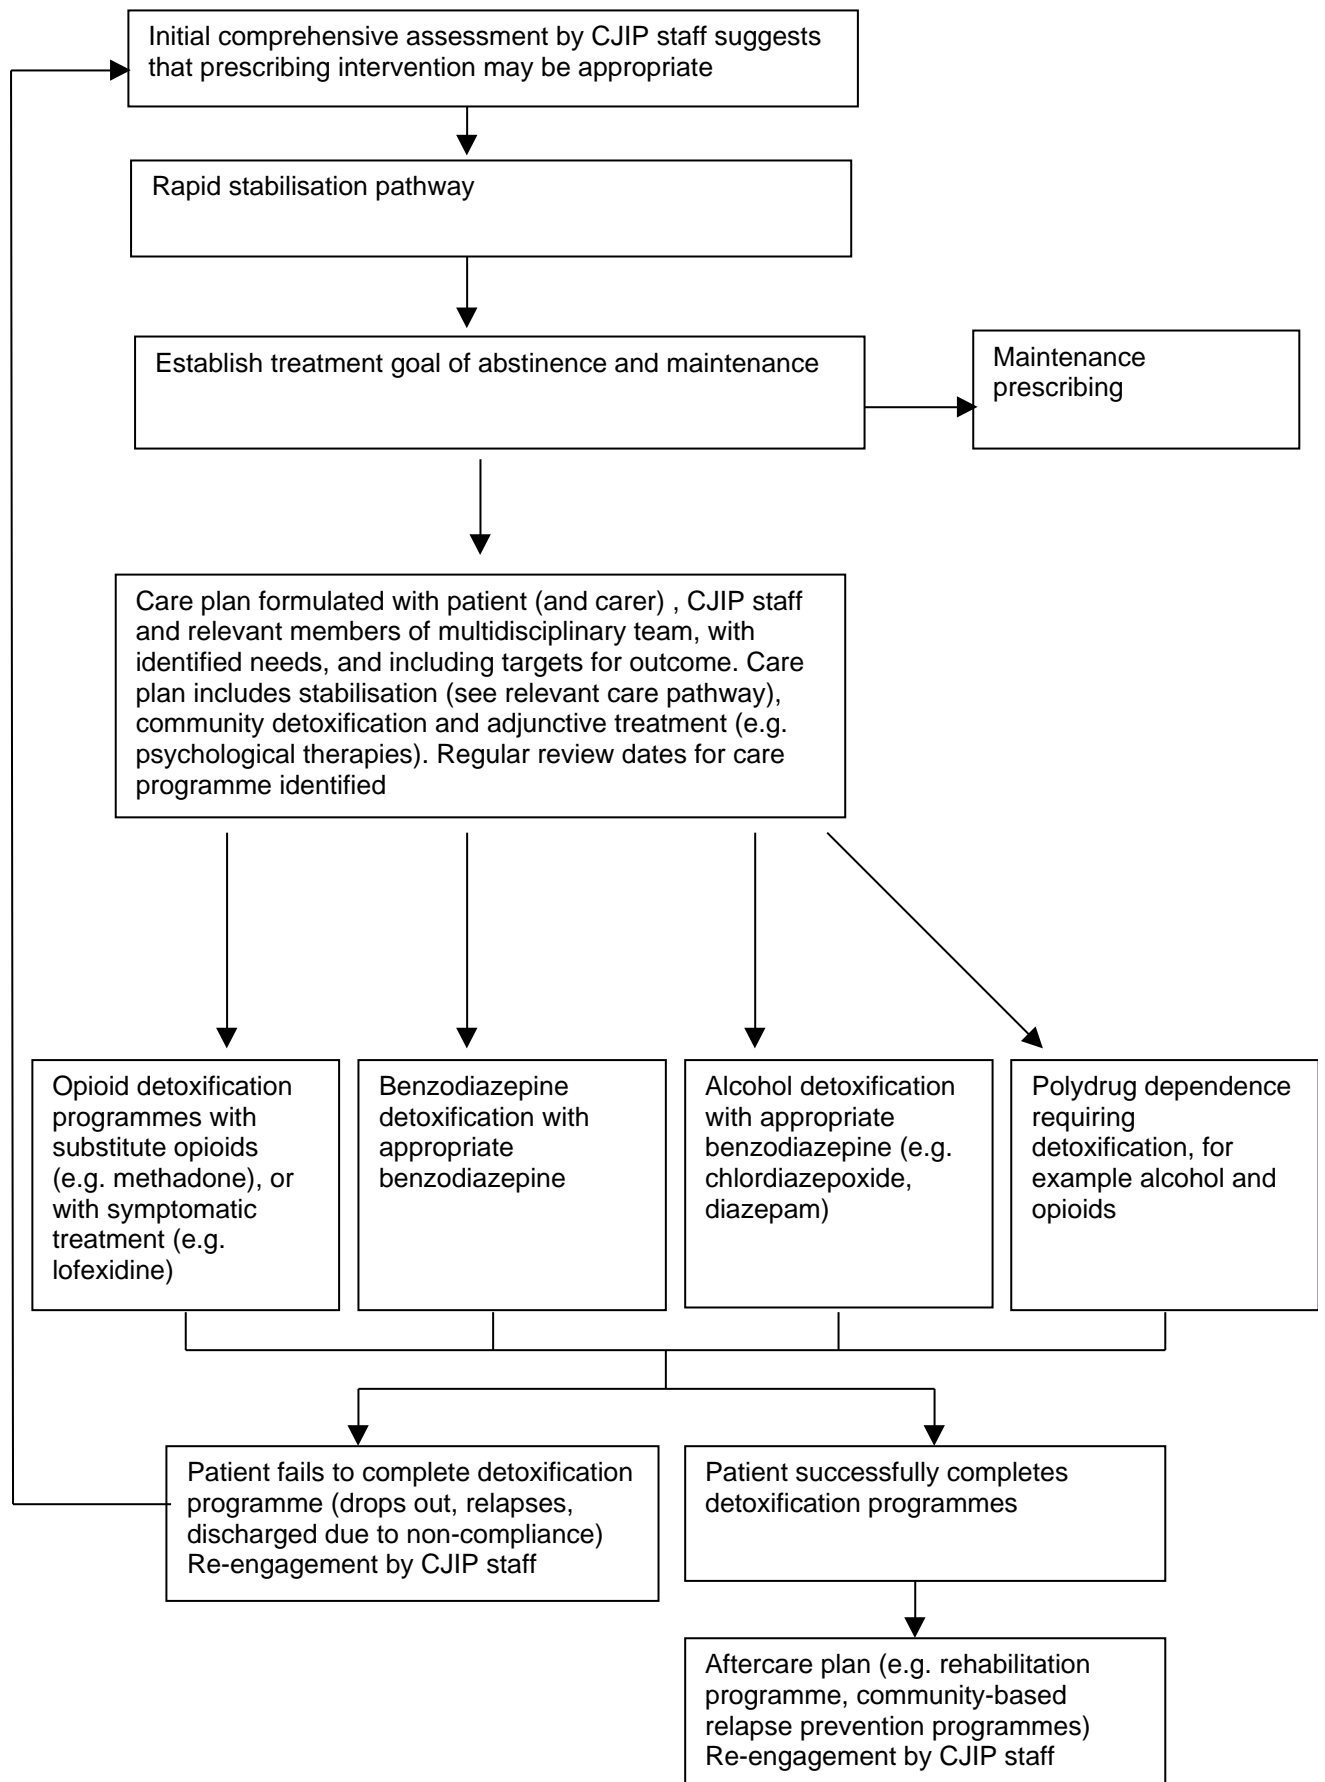 Initial comprehensive assessment by CJIP staff suggests
that prescribing intervention may be appropriate
Rapid stabilisation pathway
Establish treatment goal of abstinence and maintenance
Maintenance
prescribing
Care plan formulated with patient (and carer) , CJIP staff
and relevant members of multidisciplinary team, with
identified needs, and including targets for outcome. Care
plan includes stabilisation (see relevant care pathway),
community detoxification and adjunctive treatment (e.g.
psychological therapies). Regular review dates for care
programme identified
Opioid detoxification
programmes with
substitute opioids
(e.g. methadone), or
with symptomatic
treatment (e.g.
lofexidine)
Benzodiazepine
detoxification with
appropriate
benzodiazepine
Alcohol detoxification
with appropriate
benzodiazepine (e.g.
chlordiazepoxide,
diazepam)
Polydrug dependence
requiring
detoxification, for
example alcohol and
opioids
Patient fails to complete detoxification
programme (drops out, relapses,
discharged due to non-compliance)
Re-engagement by CJIP staff
Patient successfully completes
detoxification programmes
Aftercare plan (e.g. rehabilitation
programme, community-based
relapse prevention programmes)
Re-engagement by CJIP staff